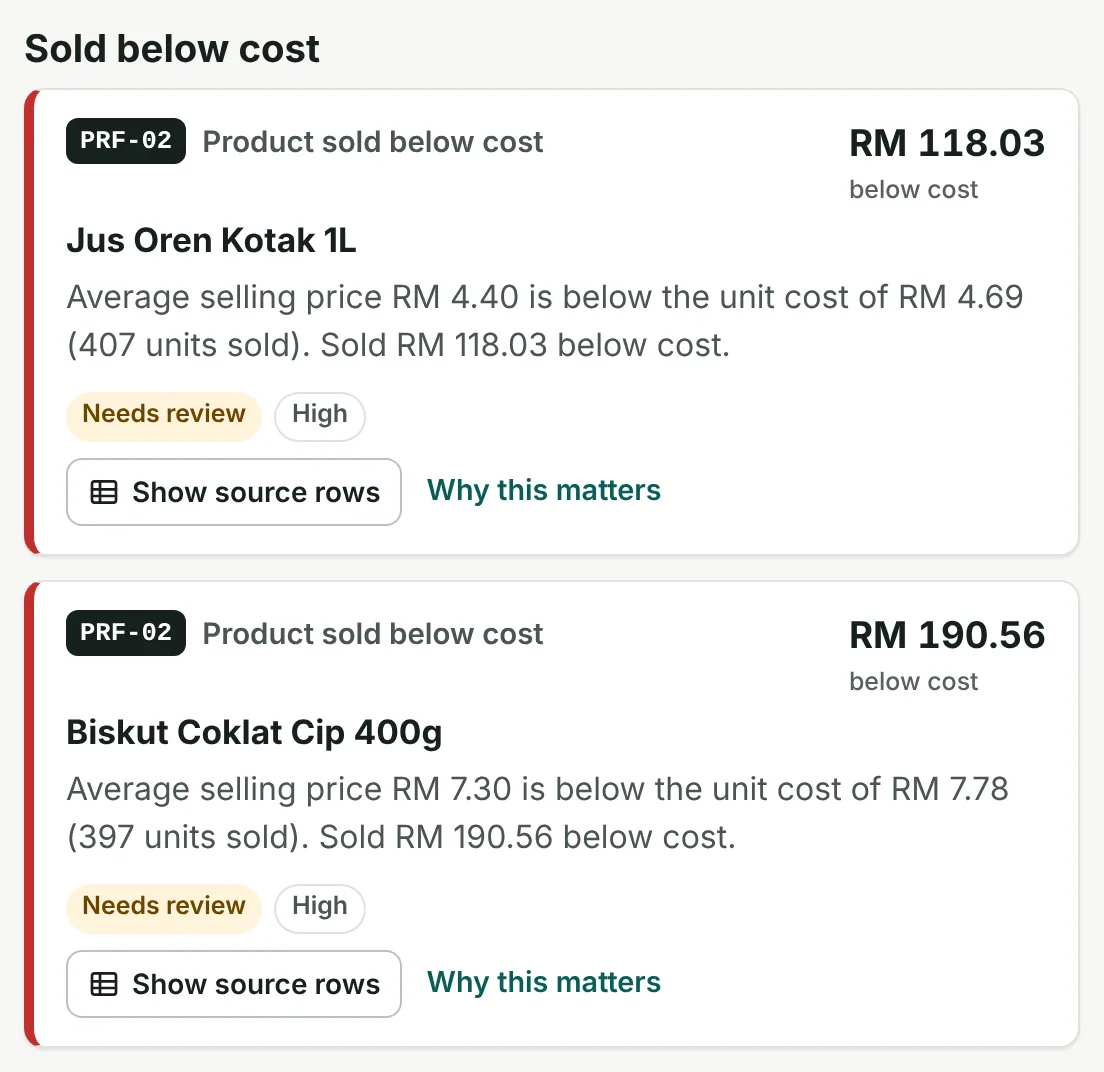 Sold below cost
PRF-02 Product sold below cost
RM 118.03
below cost
Jus Oren Kotak 1L
Average selling price RM 4.40 is below the unit cost of RM 4.69
(407 units sold). Sold RM 118.03 below cost.
Needs review High
Show source rows Why this matters
PRF-02 Product sold below cost
RM 190.56
below cost
Biskut Coklat Cip 400g
Average selling price RM 7.30 is below the unit cost of RM 7.78
(397 units sold). Sold RM 190.56 below cost.
Needs review High
Show source rows Why this matters